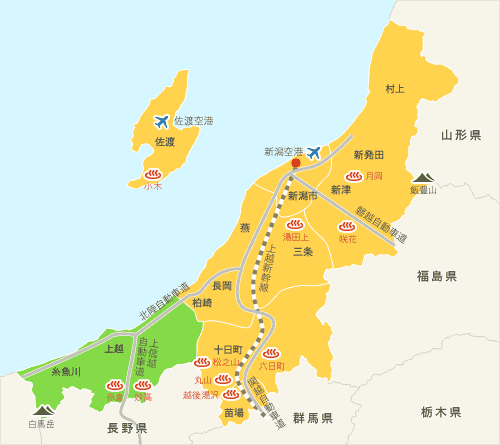 村上
山形県
佐渡空港
佐渡
新潟空港
新発田
小木
月岡
飯豊山
新津
新潟市
磐越自動車道
燕
湯田上
咲花
三条
上越新幹線
福島県
長岡
北陸自動車道
柏崎
上越
上信越
自動車道
十日町
松之山
六日町
糸魚川
丸山
赤倉
妙高
越後湯沢
関越自動車道
苗場
白馬岳
長野県
群馬県
栃木県